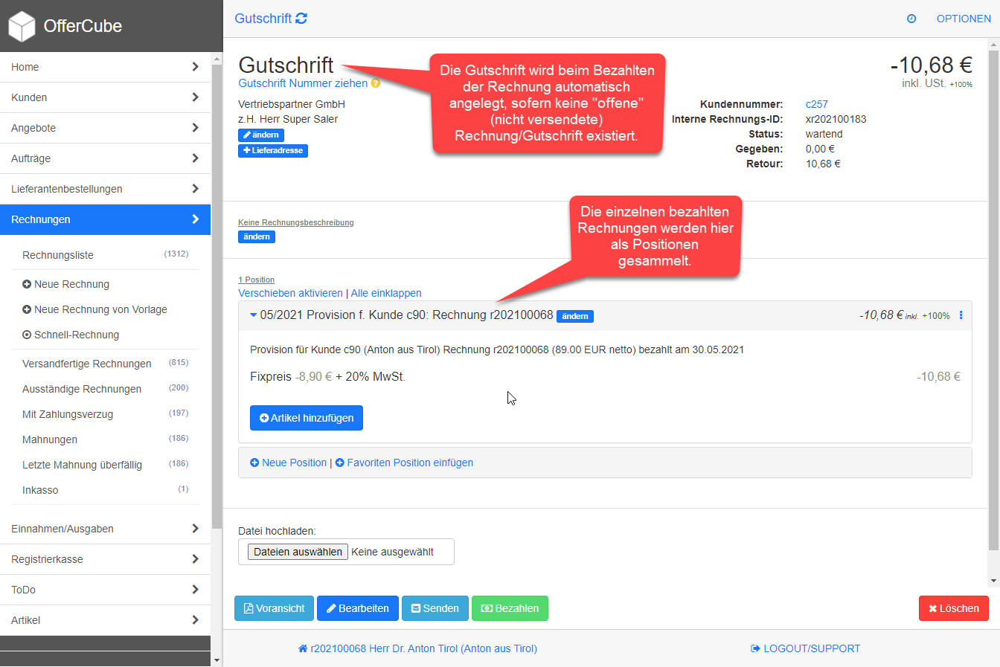 OfferCube
Home
Kunden
Angebote
Aufträge
Lieferantenbestellungen
Rechnungen
Rechnungsliste (1312)
Neue Rechnung
Neue Rechnung von Vorlage
Schnell-Rechnung
Versandfertige Rechnungen (815)
Ausständige Rechnungen (200)
Mit Zahlungsverzug (197)
Mahnungen (186)
Letzte Mahnung überfällig (186)
Inkasso (1)
Einnahmen/Ausgaben
Registrierkasse
ToDo
Artikel
Gutschrift
OPTIONEN
Gutschrift
Gutschrift Nummer ziehen ?
Vertriebspartner GmbH
z.H. Herr Super Saler
ändern
Lieferadresse
Die Gutschrift wird beim Bezahlten
der Rechnung automatisch
angelegt, sofern keine "offene"
(nicht versendete)
Rechnung/Gutschrift existiert.
-10,68 €
inkl. USt. +100%
Kundennummer: c257
Interne Rechnungs-ID: xr202100183
Status: wartend
Gegeben: 0,00 €
Retour: 10,68 €
Keine Rechnungsbeschreibung
ändern
Die einzelnen bezahlten
Rechnungen werden hier
als Positionen
gesammelt.
1 Position
Verschieben aktivieren | Alle einklappen
05/2021 Provision f. Kunde c90: Rechnung r202100068 ändern -10,68 € inkl. +100%
Provision für Kunde c90 (Anton aus Tirol) Rechnung r202100068 (89.00 EUR netto) bezahlt am 30.05.2021
Fixpreis -8,90 € + 20% MwSt. -10,68 €
Artikel hinzufügen
Neue Position | Favoriten Position einfügen
Datei hochladen:
Dateien auswählen Keine ausgewählt
Voransicht Bearbeiten Senden Bezahlen Löschen
r202100068 Herr Dr. Anton Tirol (Anton aus Tirol) LOGOUT/SUPPORT